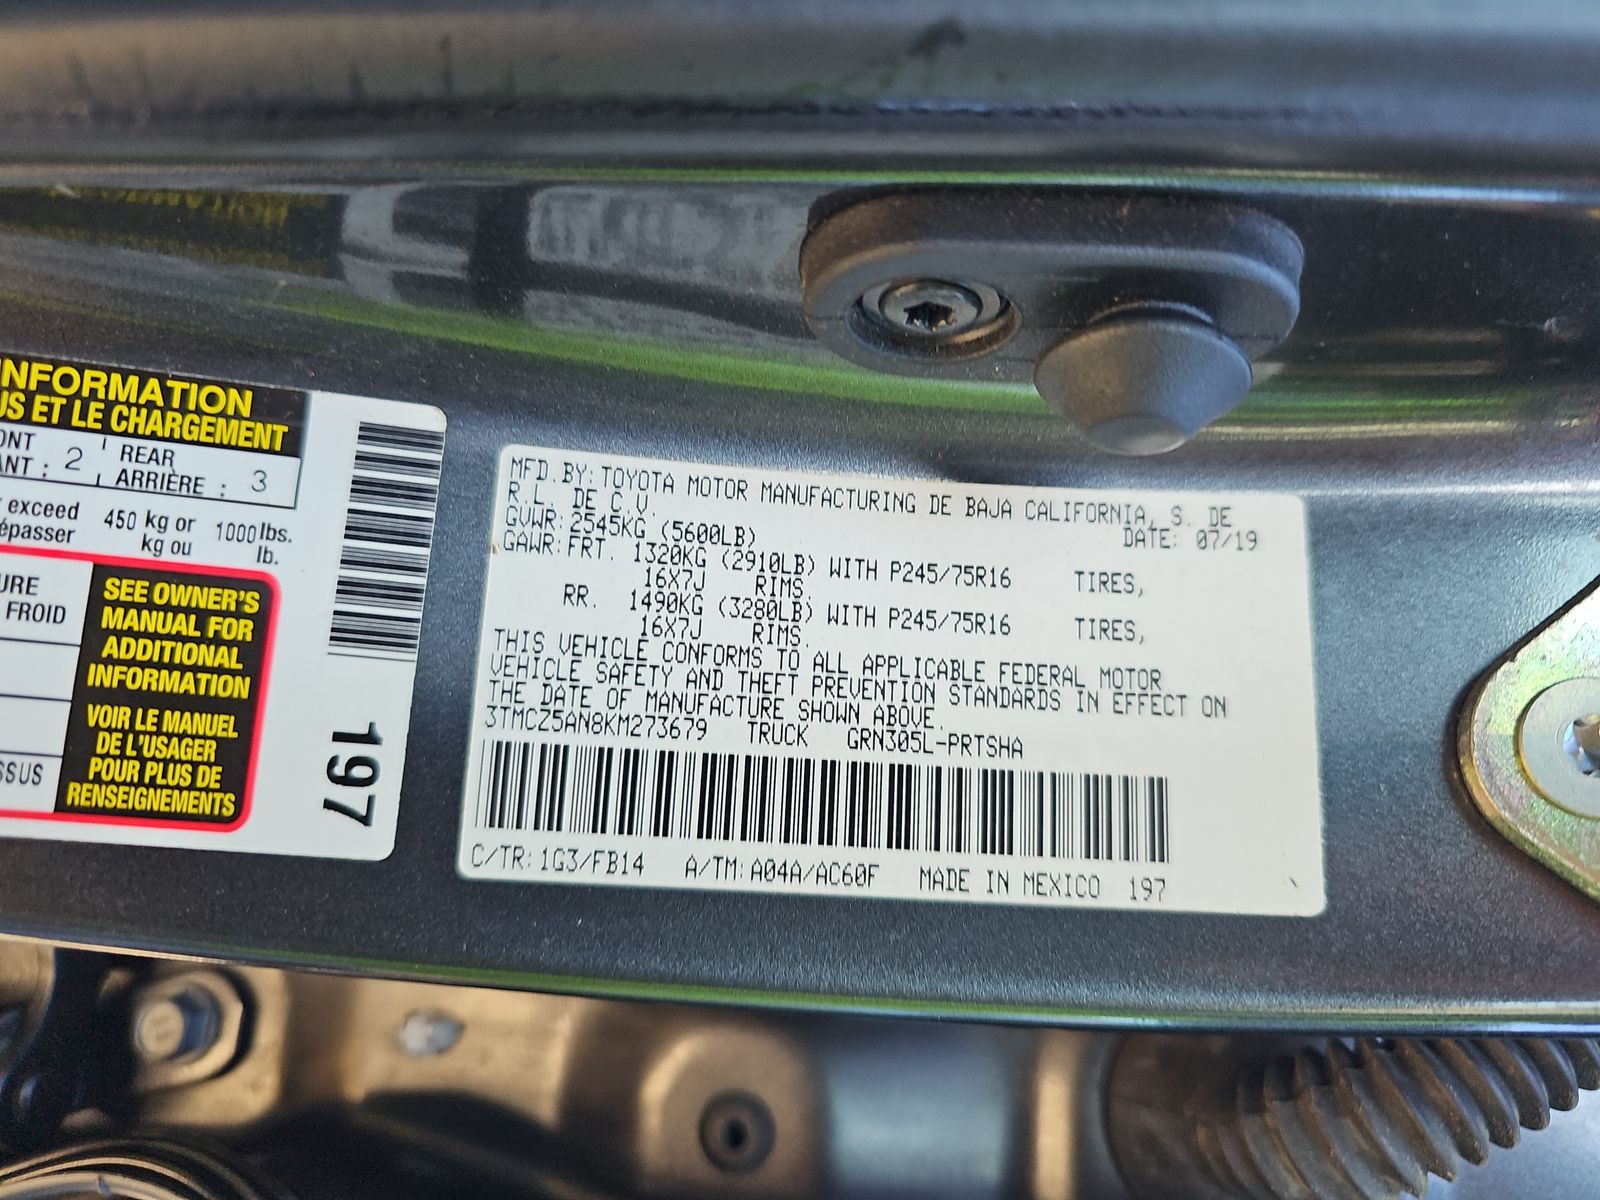 INFORMATION
US ET LE CHARGEMENT
ONT
ANT : 2
REAR
ARRIÈRE : 3
exceed
épasser
450 kg or
kg ou
1000 lbs.
lb.
URE
FROID
SEE OWNER'S
MANUAL FOR
ADDITIONAL
INFORMATION
VOIR LE MANUEL
DE L'USAGER
POUR PLUS DE
RENSEIGNEMENTS
SSUS
197
MFD. BY: TOYOTA MOTOR MANUFACTURING DE BAJA CALIFORNIA, S. DE
R.L. DE C.V.
DATE: 07/19
GVWR: 2545KG (5600LB)
GAWR: FRT. 1320KG (2910LB) WITH P245/75R16 TIRES,
16X7J RIMS.
RR. 1490KG (3280LB) WITH P245/75R16 TIRES,
16X7J RIMS.
THIS VEHICLE CONFORMS TO ALL APPLICABLE FEDERAL MOTOR
VEHICLE SAFETY AND THEFT PREVENTION STANDARDS IN EFFECT ON
THE DATE OF MANUFACTURE SHOWN ABOVE.
3TMCZ5AN8KM273679 TRUCK GRN305L-PRTSHA
C/TR: 1G3/FB14 A/TM: A04A/AC60F MADE IN MEXICO 197